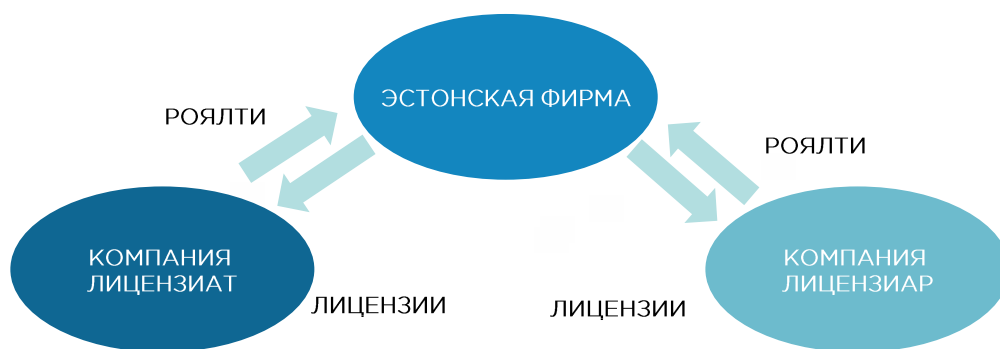 ЭСТОНСКАЯ ФИРМА
РОЯЛТИ
РОЯЛТИ
КОМПАНИЯ
ЛИЦЕНЗИАТ
КОМПАНИЯ
ЛИЦЕНЗИАР
ЛИЦЕНЗИИ
ЛИЦЕНЗИИ